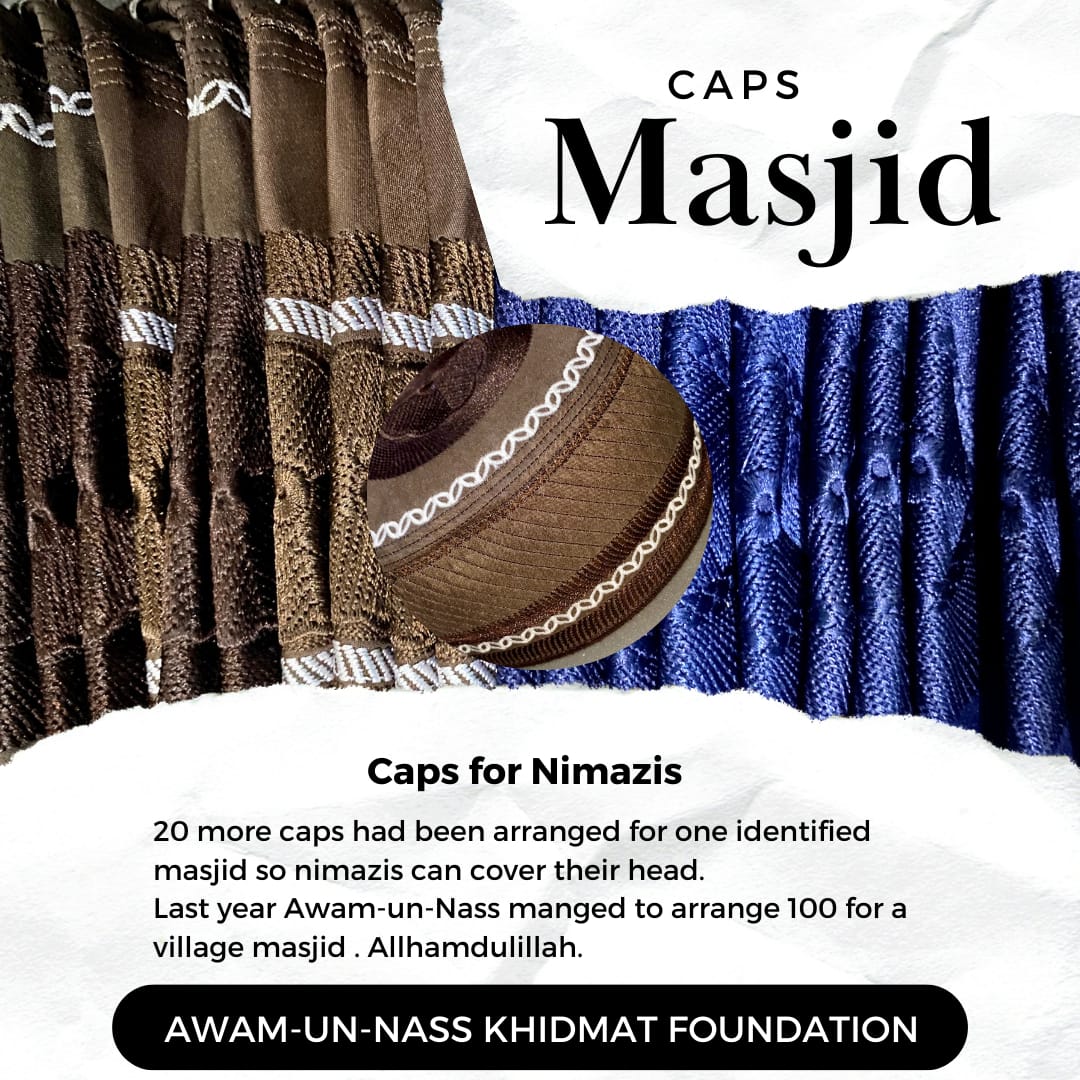 CAPS
Masjid
Caps for Nimazis
20 more caps had been arranged for one identified
masjid so nimazis can cover their head.
Last year Awam-un-Nass manged to arrange 100 for a
village masjid . Allhamdulillah.
AWAM-UN-NASS KHIDMAT FOUNDATION